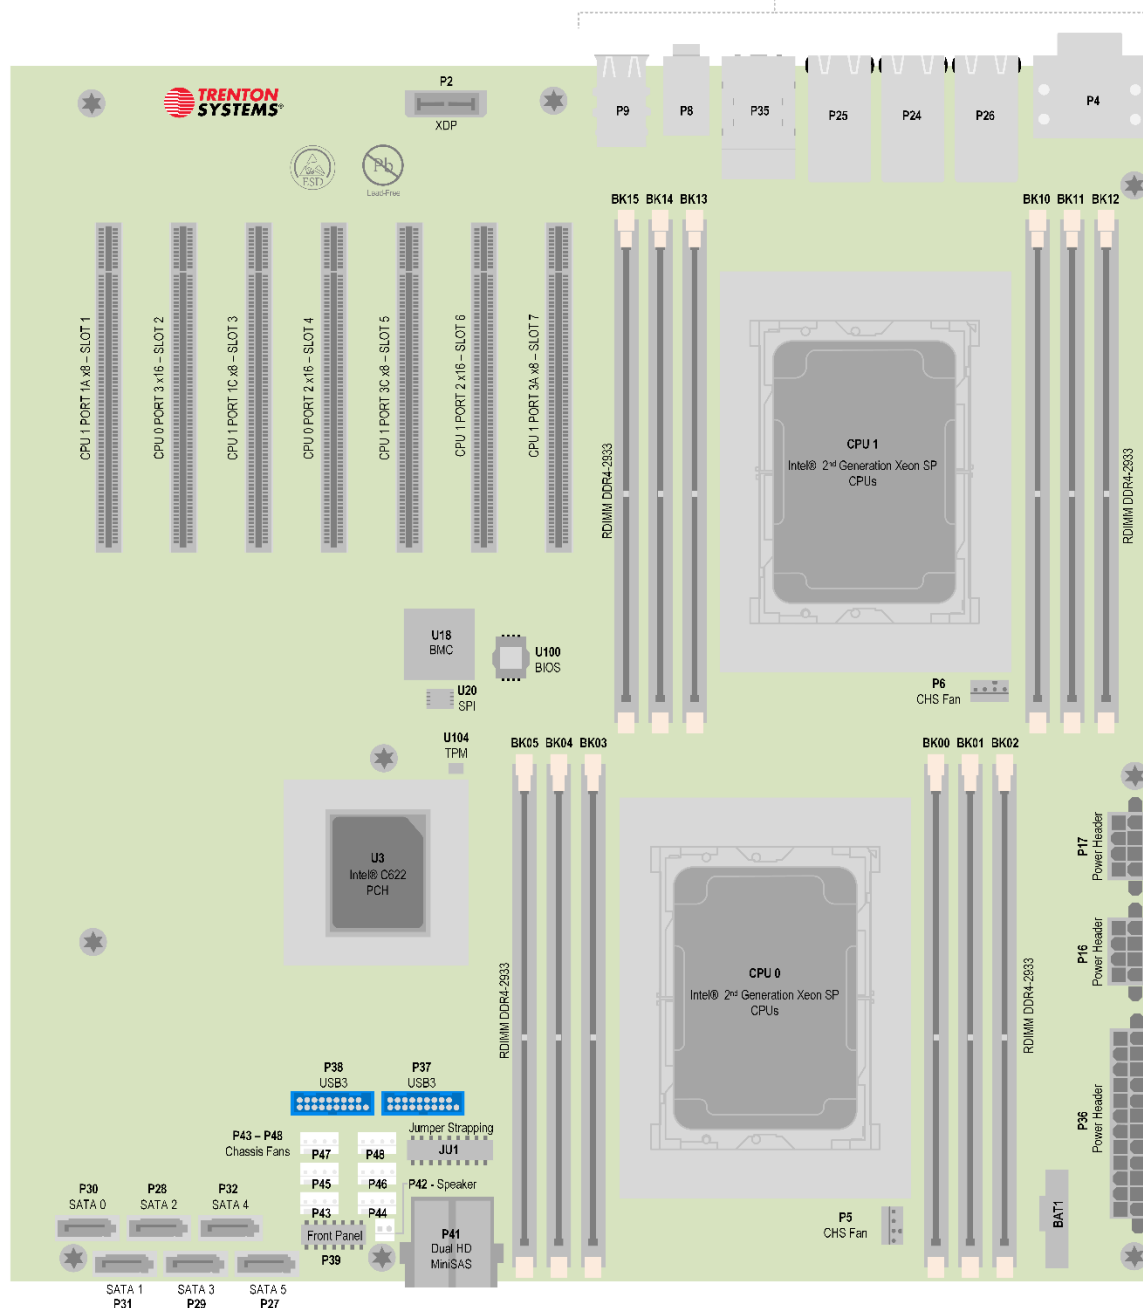 TRENTON
SYSTEMS®
P2
XDP
ESD
Pb
Lead-Free
P9
P8
P35
P25
P24
P26
P4
BK15
BK14
BK13
BK10
BK11
BK12
CPU 1 PORT 1A x8 – SLOT 1
CPU 0 PORT 3 x16 – SLOT 2
CPU 1 PORT 1C x8 – SLOT 3
CPU 0 PORT 2 x16 – SLOT 4
CPU 1 PORT 3C x8 – SLOT 5
CPU 1 PORT 2 x16 – SLOT 6
CPU 1 PORT 3A x8 – SLOT 7
RDIMM DDR4-2933
CPU 1
Intel® 2nd Generation Xeon SP
CPUs
RDIMM DDR4-2933
U18
BMC
U100
BIOS
U20
SPI
P6
CHS Fan
U104
TPM
BK05
BK04
BK03
BK00
BK01
BK02
U3
Intel® C622
PCH
P17
Power Header
P16
Power Header
RDIMM DDR4-2933
CPU 0
Intel® 2nd Generation Xeon SP
CPUs
RDIMM DDR4-2933
P38
USB3
P37
USB3
P36
Power Header
Jumper Strapping
JU1
P43 – P48
Chassis Fans
P47
P48
P45
P46
P42 - Speaker
P43
P44
P30
SATA 0
P28
SATA 2
P32
SATA 4
Front Panel
P39
P41
Dual HD
MiniSAS
P5
CHS Fan
BAT1
SATA 1
P31
SATA 3
P29
SATA 5
P27